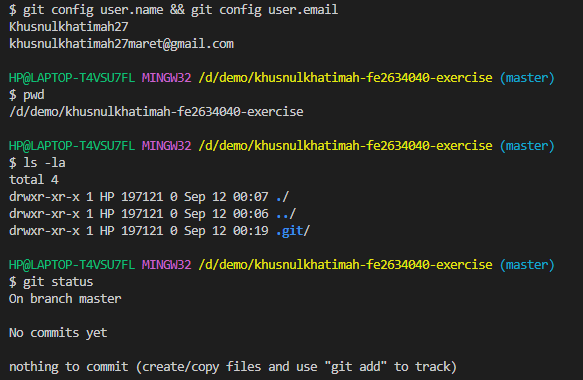 $ git config user.name && git config user.email
Khusnulkhatimah27
khusnulkhatimah27maret@gmail.com
HP@LAPTOP-T4VSU7FL MINGW32 /d/demo/khusnulkhatimah-fe2634040-exercise (master)
$ pwd
/d/demo/khusnulkhatimah-fe2634040-exercise
HP@LAPTOP-T4VSU7FL MINGW32 /d/demo/khusnulkhatimah-fe2634040-exercise (master)
$ ls -la
total 4
drwxr-xr-x 1 HP 197121 0 Sep 12 00:07 ./
drwxr-xr-x 1 HP 197121 0 Sep 12 00:06 ../
drwxr-xr-x 1 HP 197121 0 Sep 12 00:19 .git/
HP@LAPTOP-T4VSU7FL MINGW32 /d/demo/khusnulkhatimah-fe2634040-exercise (master)
$ git status
On branch master
No commits yet
nothing to commit (create/copy files and use "git add" to track)